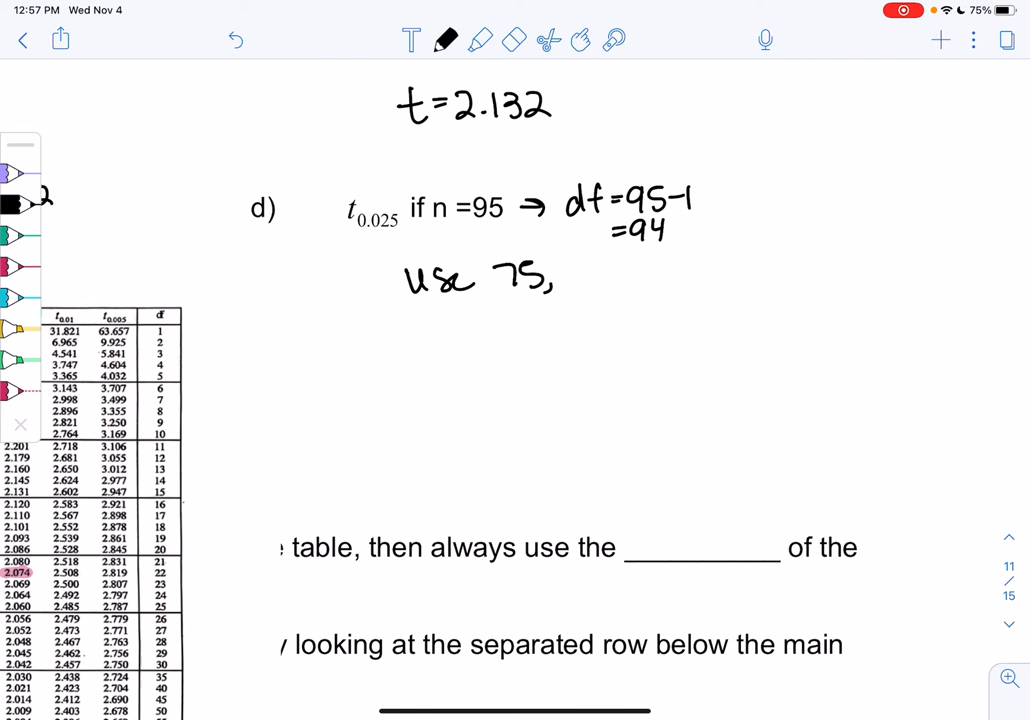 12:57 PM Wed Nov 4
75%
T
t = 2.132
2
d) t0.025 if n =95 → df = 95-1
= 94
use 75,
t0.01 t0.005 df
31.821 63.657 1
6.965 9.925 2
4.541 5.841 3
3.747 4.604 4
3.365 4.032 5
3.143 3.707 6
2.998 3.499 7
2.896 3.355 8
2.821 3.250 9
2.764 3.169 10
2.201 2.718 3.106 11
2.179 2.681 3.055 12
2.160 2.650 3.012 13
2.145 2.624 2.977 14
2.131 2.602 2.947 15
2.120 2.583 2.921 16
2.110 2.567 2.898 17
2.101 2.552 2.878 18
2.093 2.539 2.861 19
2.086 2.528 2.845 20
2.080 2.518 2.831 21
2.074 2.508 2.819 22
2.069 2.500 2.807 23
2.064 2.492 2.797 24
2.060 2.485 2.787 25
2.056 2.479 2.779 26
2.052 2.473 2.771 27
2.048 2.467 2.763 28
2.045 2.462 2.756 29
2.042 2.457 2.750 30
2.030 2.438 2.724 35
2.021 2.423 2.704 40
2.014 2.412 2.690 45
2.009 2.403 2.678 50
table, then always use the __________ of the
looking at the separated row below the main
11
/
15